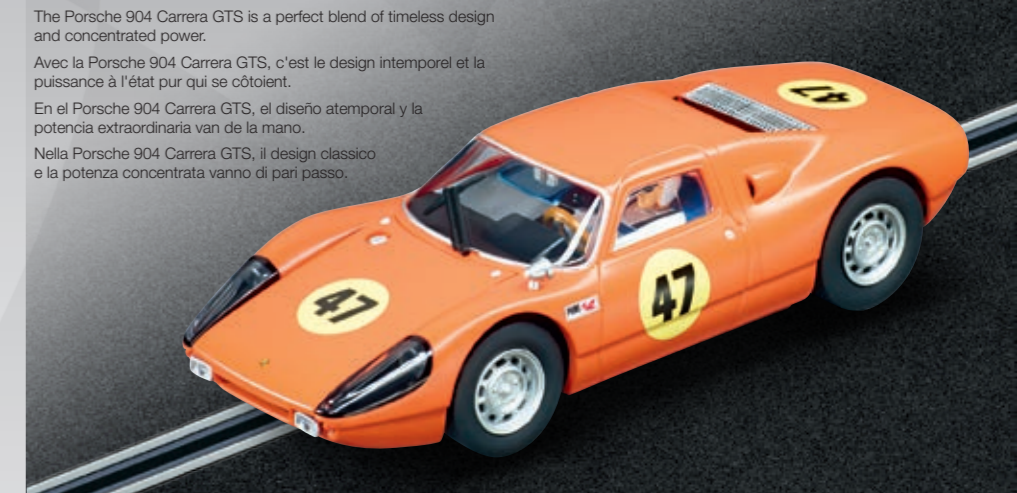 The Porsche 904 Carrera GTS is a perfect blend of timeless design
and concentrated power.
Avec la Porsche 904 Carrera GTS, c'est le design intemporel et la
puissance à l'état pur qui se côtoient.
En el Porsche 904 Carrera GTS, el diseño atemporal y la
potencia extraordinaria van de la mano.
Nella Porsche 904 Carrera GTS, il design classico
e la potenza concentrata vanno di pari passo.
47
47
47